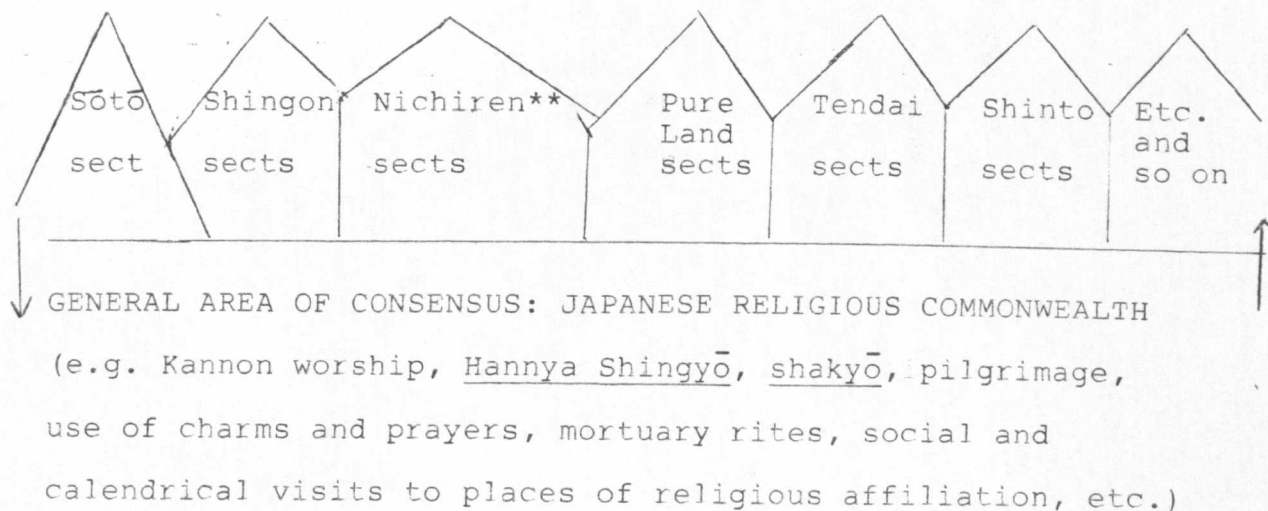 Sōtō
sect
Shingon
sects
Nichiren**
sects
Pure
Land
sects
Tendai
sects
Shinto
sects
Etc.
and
so on
GENERAL AREA OF CONSENSUS: JAPANESE RELIGIOUS COMMONWEALTH
(e.g. Kannon worship, Hannya Shingyō, shakyō, pilgrimage,
use of charms and prayers, mortuary rites, social and
calendrical visits to places of religious affiliation, etc.)